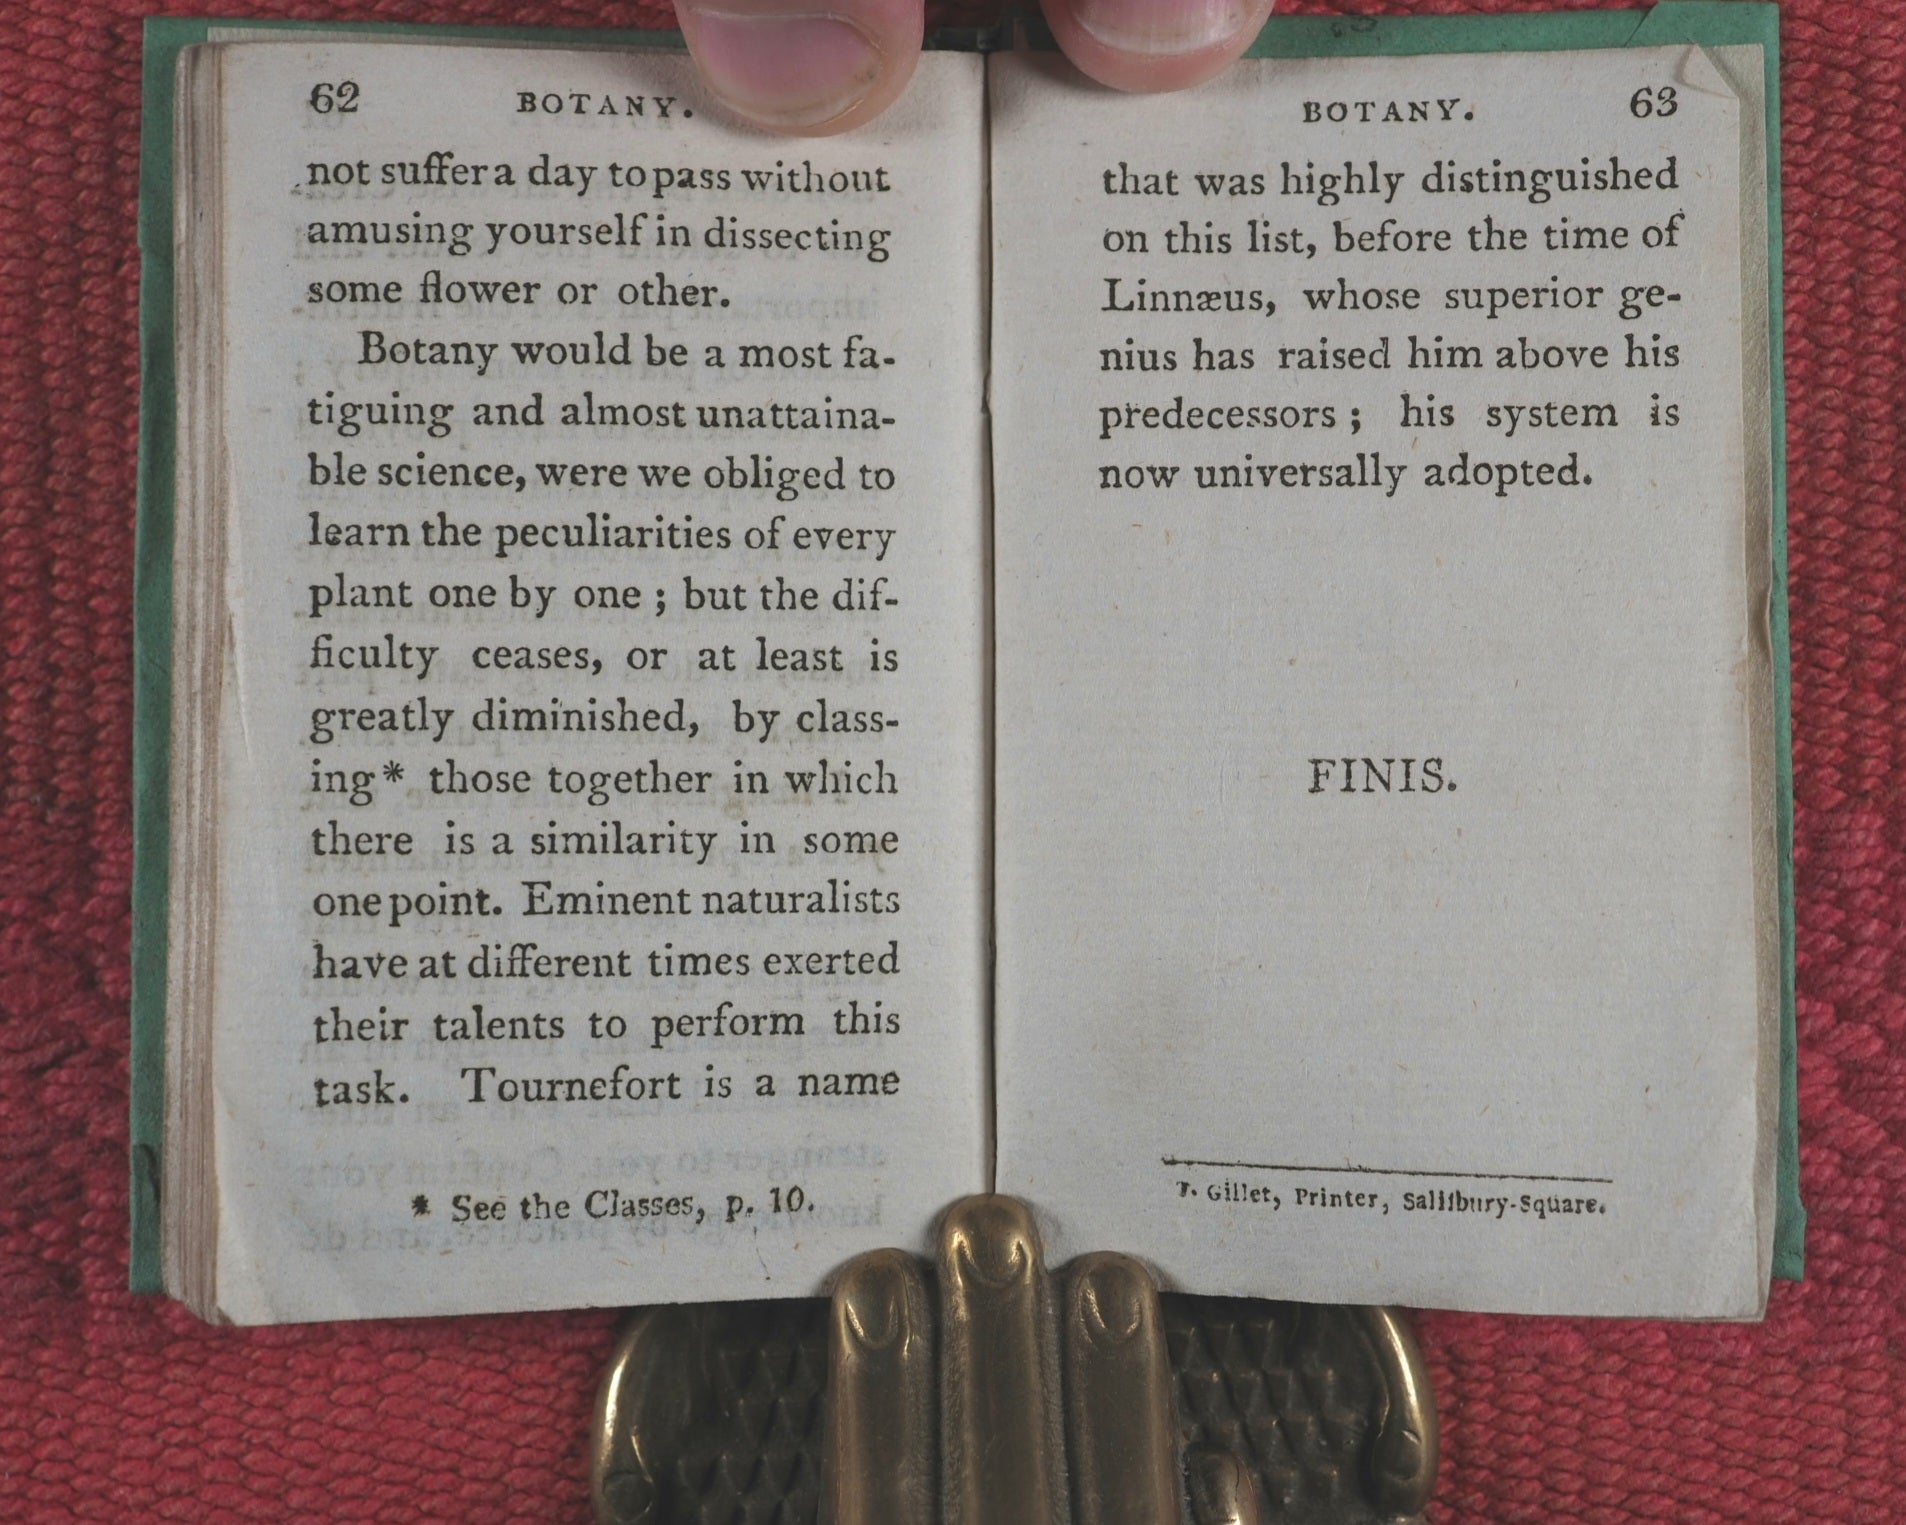 62 BOTANY.
not suffer a day to pass without
amusing yourself in dissecting
some flower or other.
Botany would be a most fa-
tiguing and almost unattaina-
ble science, were we obliged to
learn the peculiarities of every
plant one by one ; but the dif-
ficulty ceases, or at least is
greatly diminished, by class-
ing* those together in which
there is a similarity in some
one point. Eminent naturalists
have at different times exerted
their talents to perform this
task. Tournefort is a name
* See the Classes, p. 10.
BOTANY. 63
that was highly distinguished
on this list, before the time of
Linnæus, whose superior ge-
nius has raised him above his
predecessors ; his system is
now universally adopted.
FINIS.
T. Gillet, Printer, Saliſbury-Square.